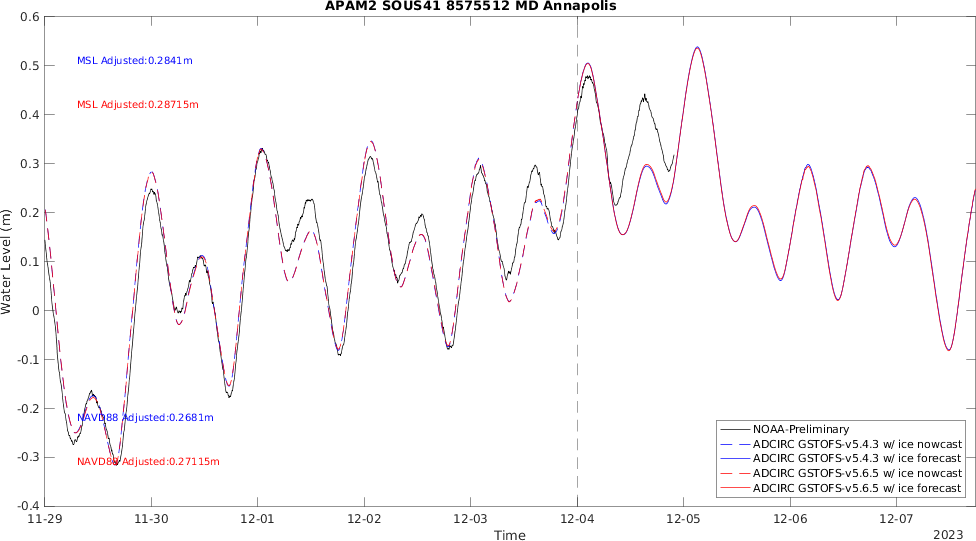 APAM2 SOUS41 8575512 MD Annapolis
0.6
0.5
0.4
0.3
0.2
0.1
0
-0.1
-0.2
-0.3
-0.4
Water Level (m)
MSL Adjusted:0.2841m
MSL Adjusted:0.28715m
NAVD88 Adjusted:0.2681m
NAVD88 Adjusted:0.27115m
NOAA-Preliminary
ADCIRC GSTOFS-v5.4.3 w/ ice nowcast
ADCIRC GSTOFS-v5.4.3 w/ ice forecast
ADCIRC GSTOFS-v5.6.5 w/ ice nowcast
ADCIRC GSTOFS-v5.6.5 w/ ice forecast
11-29 11-30 12-01 12-02 12-03 12-04 12-05 12-06 12-07
Time
2023